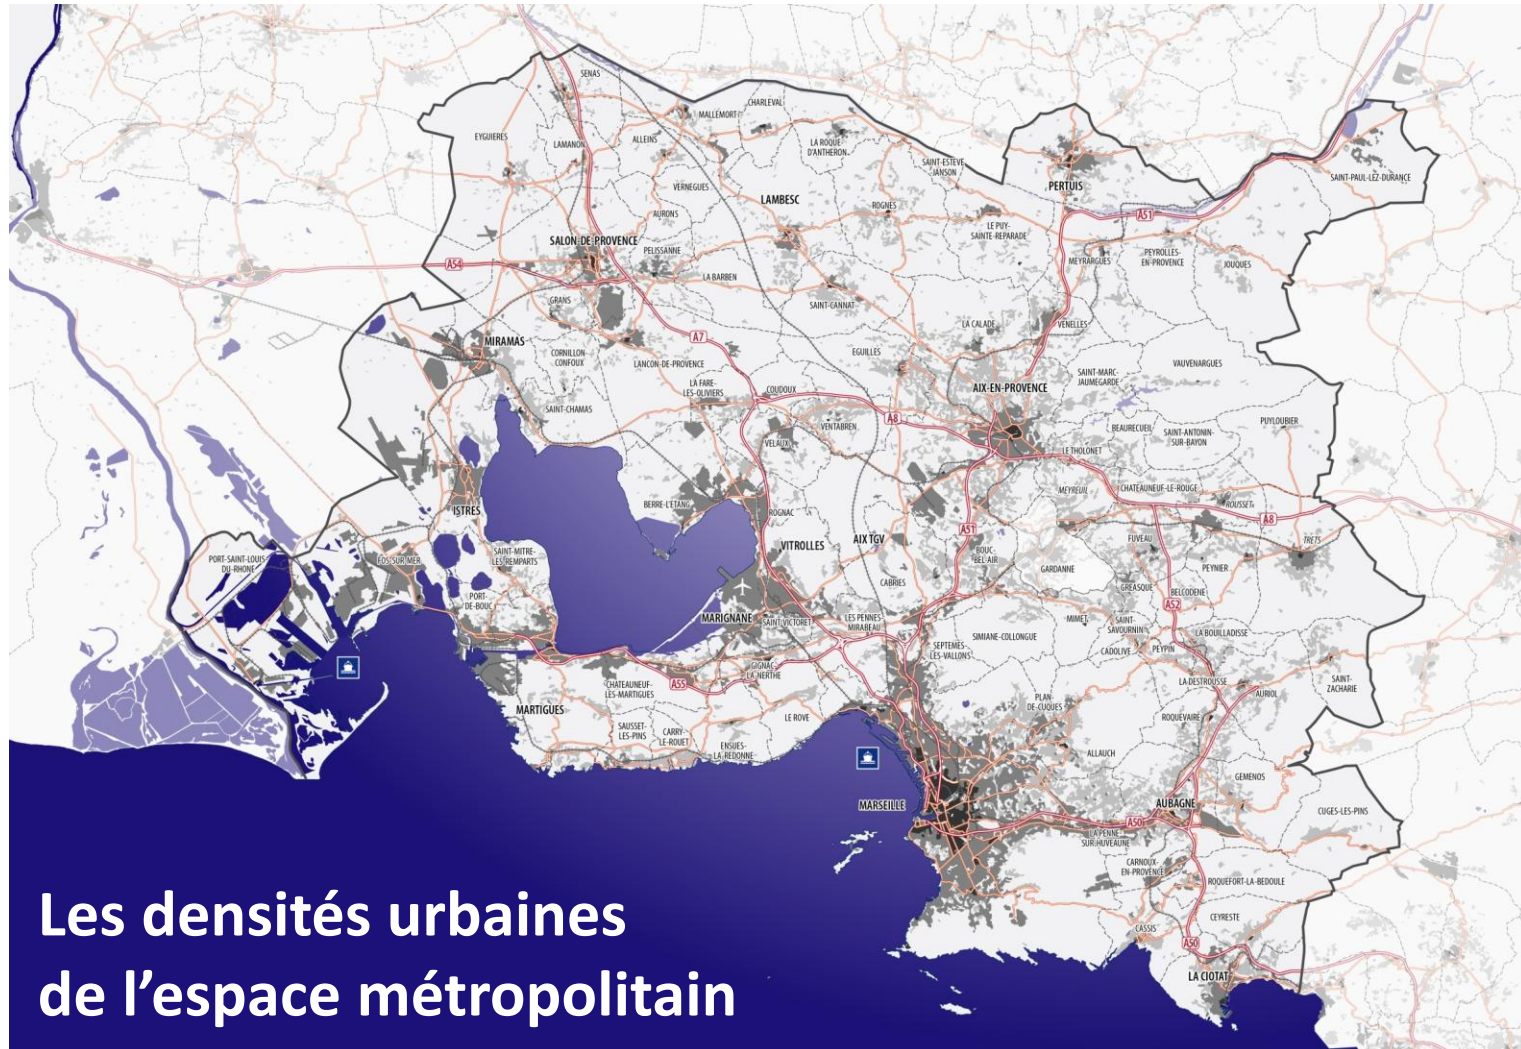 SENAS
CHARLEVAL
MALLEMORT
EYGUIERES
ALLEINS
LAMANON
LA ROQUE
D'ANTHERON
SAINT-ESTEVE
JANSON
SAINT-PAUL-LEZ-DURANCE
PERTUIS
VERNEGUES
LAMBESC
ROGNES
AURONS
A51
LE PUY-
SAINTE-REPARADE
SALON-DE-PROVENCE
PELISSANNE
MEYRARGUES
PEYROLLES-
EN-PROVENCE
JOUQUES
A54
LA BARBEN
GRANS
SAINT-CANNAT
LA CALADE
VENELLES
A7
MIRAMAS
CORNILLON
CONFOUX
LANCON-DE-PROVENCE
EGUILLES
VAUVENARGUES
SAINT-MARC-
JAUMEGARDE
LA FARE-
LES-OLIVIERS
COUDOUX
AIX-EN-PROVENCE
SAINT-CHAMAS
A8
VENTABREN
BEAURECUEIL
SAINT-ANTONIN-
SUR-BAYON
PUYLOUBIER
VELAUX
LE THOLONET
MEYREUIL
CHATEAUNEUF-LE-ROUGE
BERRE-L'ETANG
ROGNAC
ISTRES
ROUSSET
A8
A51
AIX TGV
FUVEAU
TRETS
VITROLLES
PORT-SAINT-LOUIS
DU-RHONE
FOS-SUR-MER
SAINT-MITRE-
LES-REMPARTS
BOUC-
BEL-AIR
GARDANNE
PEYNIER
CABRIES
GREASQUE
BELCODENE
PORT-
DE-BOUC
A52
MARIGNANE
SAINT-VICTORET
LES PENNES-
MIRABEAU
MIMET
SAINT-
SAVOURNIN
LA BOUILLADISSE
SIMIANE-COLLONGUE
SEPTEMES-
LES-VALLONS
CADOLIVE
PEYPIN
GIGNAC-
LA-NERTHE
A55
CHATEAUNEUF-
LES-MARTIGUES
LA-DESTROUSSE
AURIOL
SAINT-
ZACHARIE
PLAN-
DE-CUQUES
MARTIGUES
LE ROVE
ROQUEVAIRE
SAUSSET-
LES-PINS
CARRY-
LE-ROUET
ENSUES-
LA-REDONNE
ALLAUCH
GEMENOS
MARSEILLE
AUBAGNE
CUGES-LES-PINS
A50
LA PENNE-
SUR-HUVEAUNE
CARNOUX-
EN-PROVENCE
ROQUEFORT-LA-BEDOULE
CEYRESTE
CASSIS
A50
LA CIOTAT
Les densités urbaines
de l'espace métropolitain